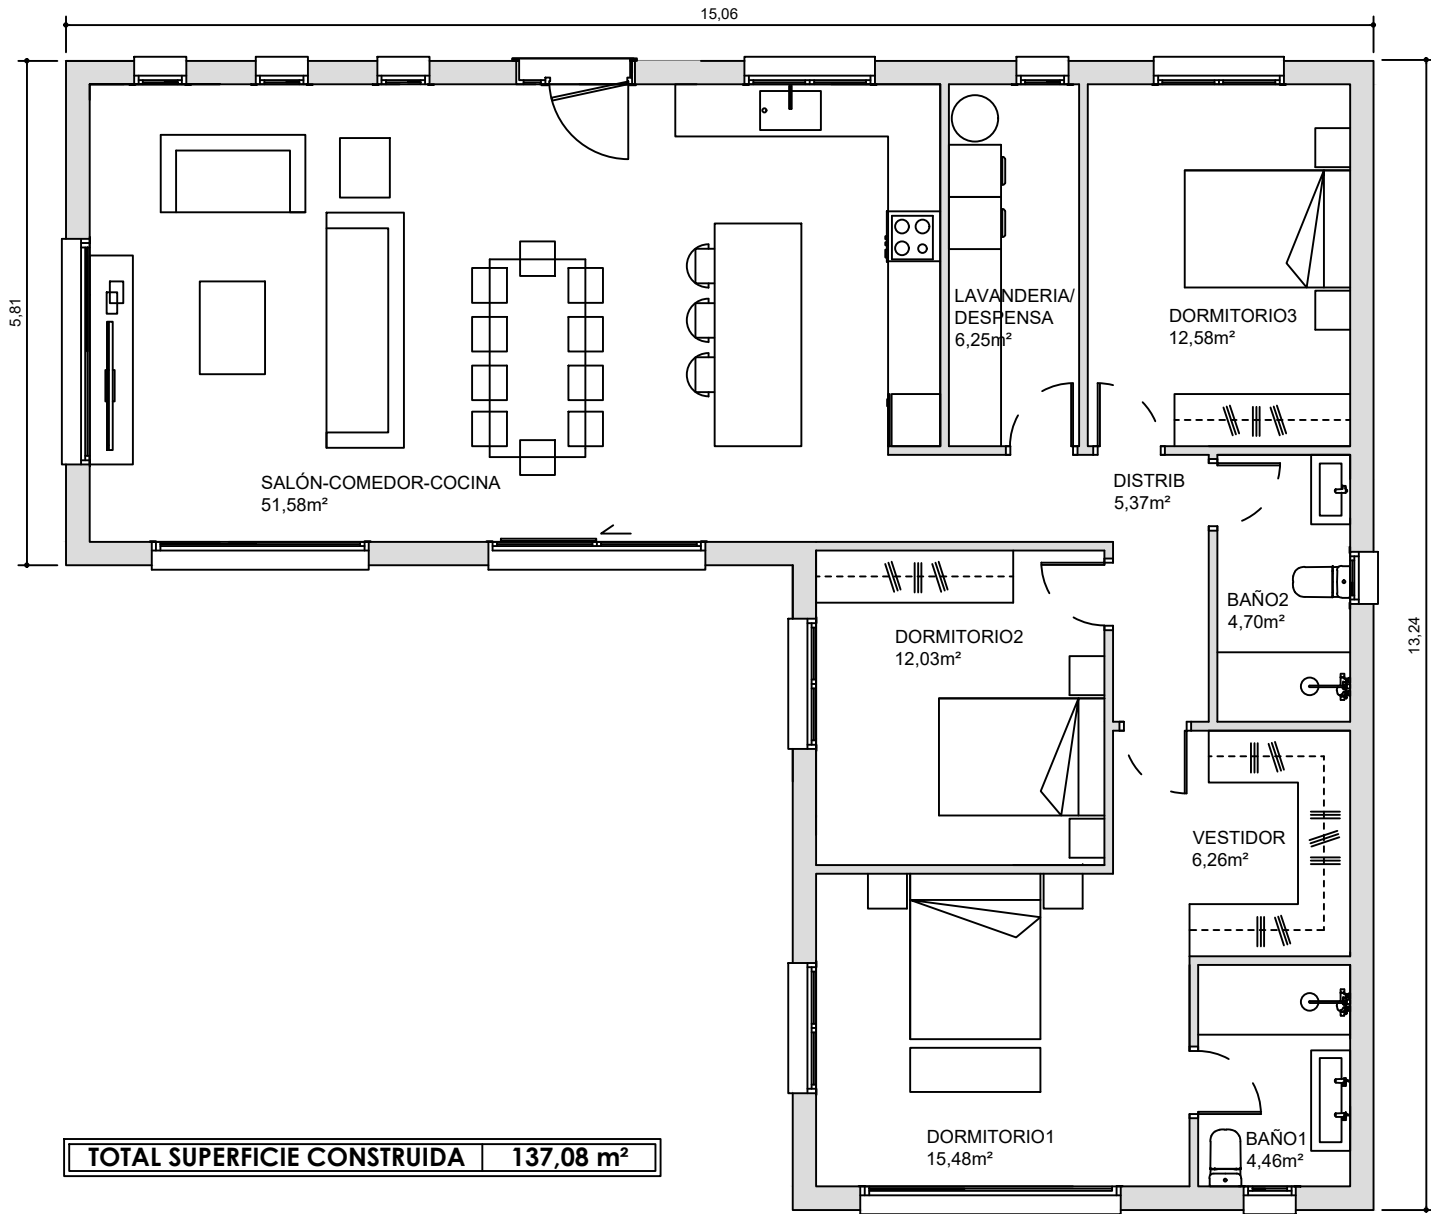 15,06
5,81
LAVANDERIA/
DESPENSA
6,25m²
DORMITORIO3
12,58m²
SALÓN-COMEDOR-COCINA
51,58m²
DISTRIB
5,37m²
BAÑO2
4,70m²
DORMITORIO2
12,03m²
13,24
VESTIDOR
6,26m²
DORMITORIO1
15,48m²
BAÑO1
4,46m²
TOTAL SUPERFICIE CONSTRUIDA 137,08 m²